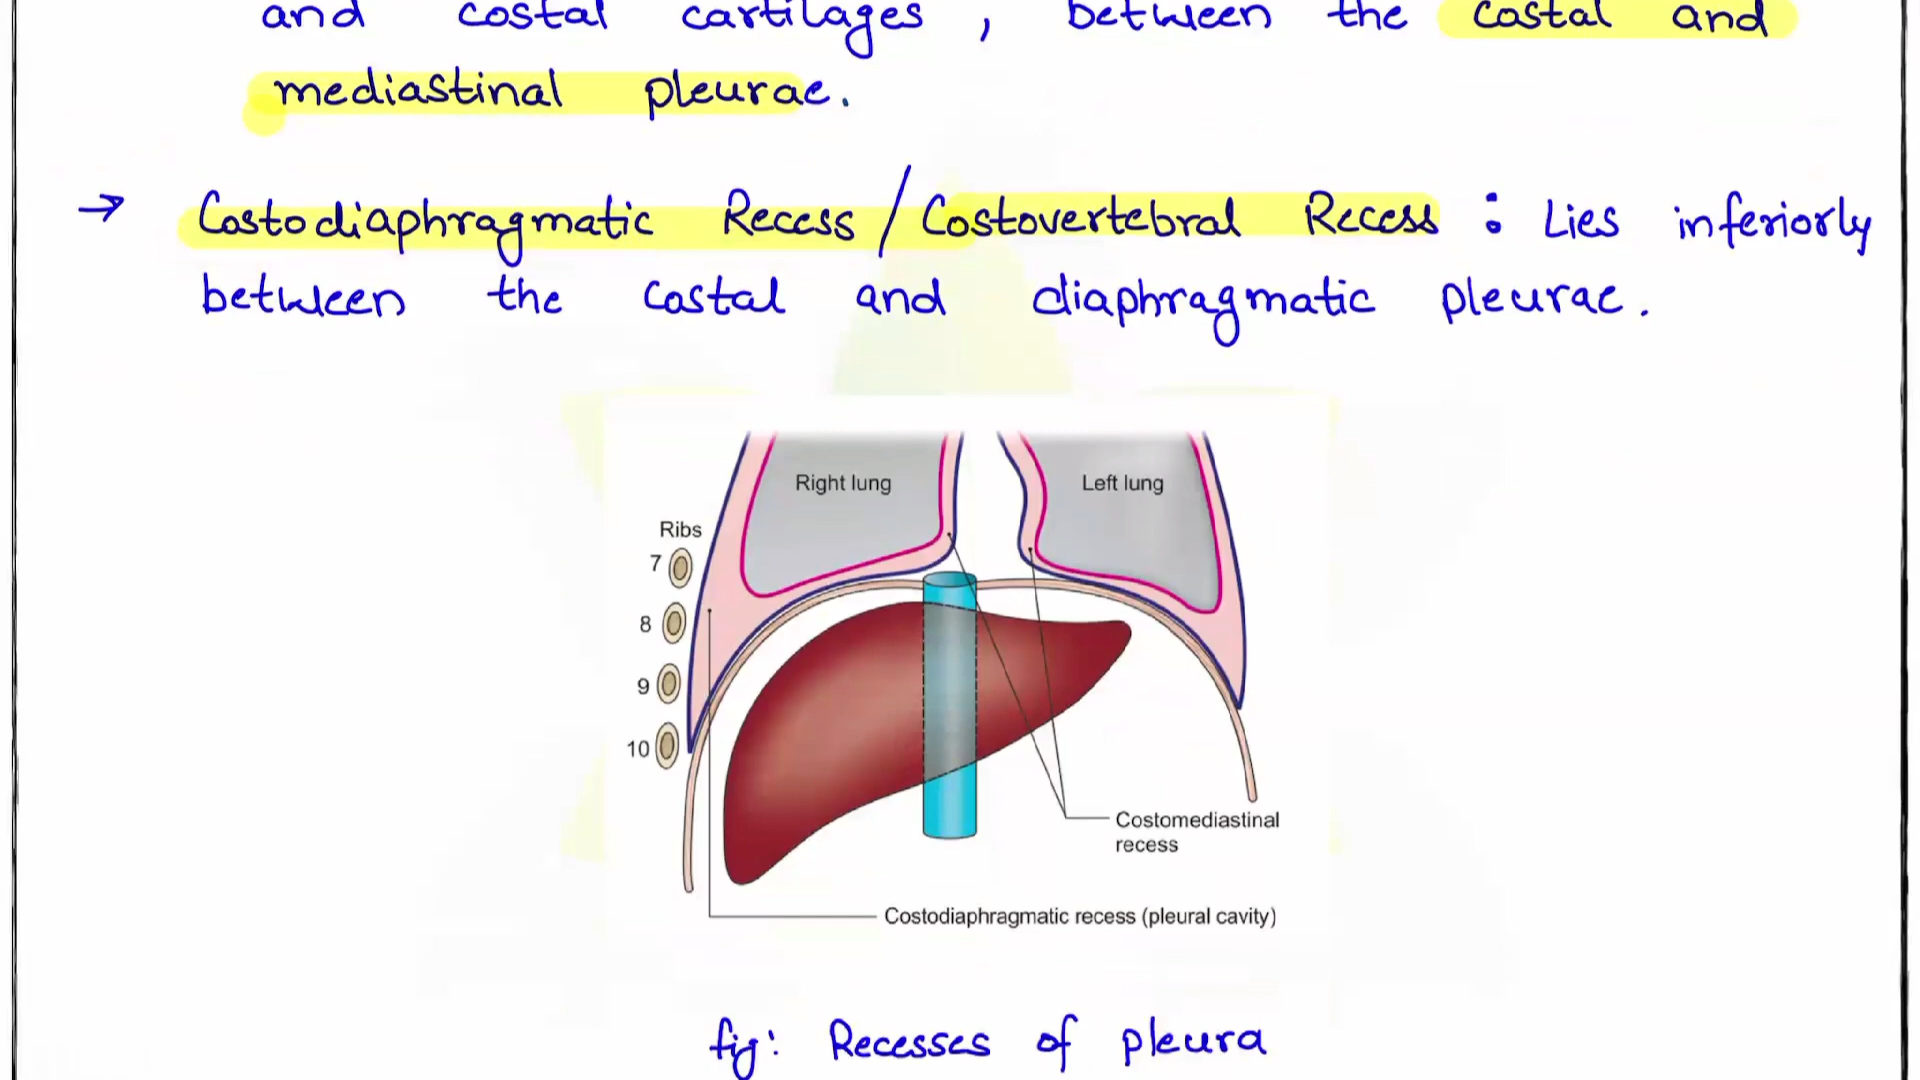 and costal cartilages , between the costal and
mediastinal pleurae.
→ Costodiaphragmatic Recess / Costovertebral Recess : Lies inferiorly
between the costal and diaphragmatic pleurae.
Right lung
Left lung
Ribs
7
8
9
10
Costomediastinal
recess
Costodiaphragmatic recess (pleural cavity)
fig: Recesses of pleura